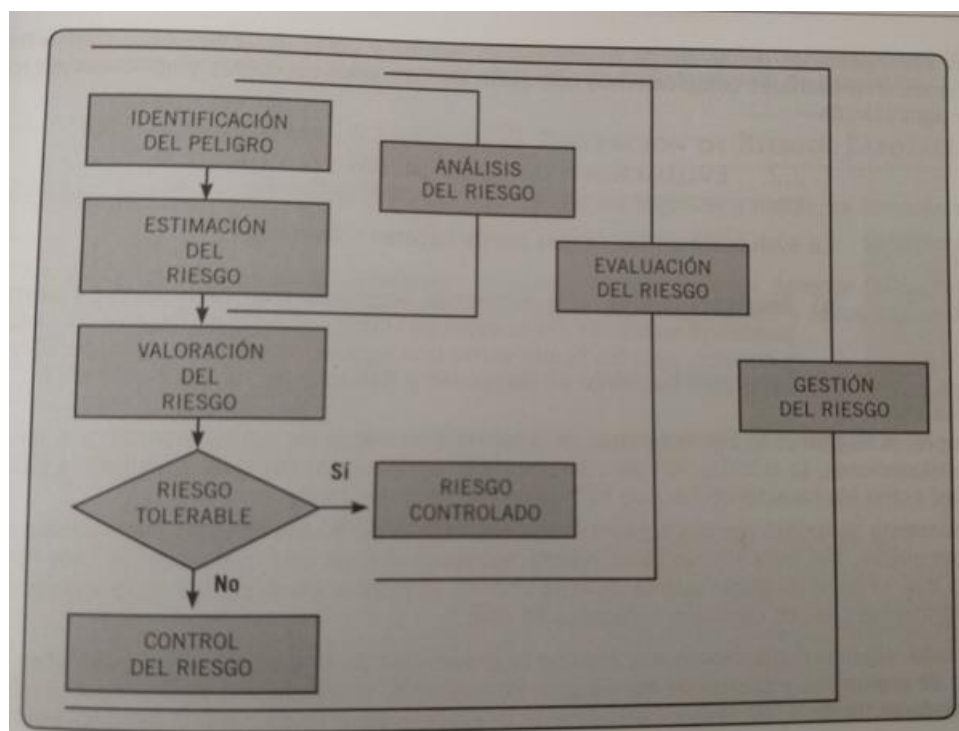 IDENTIFICACIÓN
DEL PELIGRO
ANÁLISIS
DEL RIESGO
ESTIMACIÓN
DEL
RIESGO
EVALUACIÓN
DEL RIESGO
VALORACIÓN
DEL
RIESGO
GESTIÓN
DEL RIESGO
RIESGO
TOLERABLE
Sí
RIESGO
CONTROLADO
No
CONTROL
DEL RIESGO